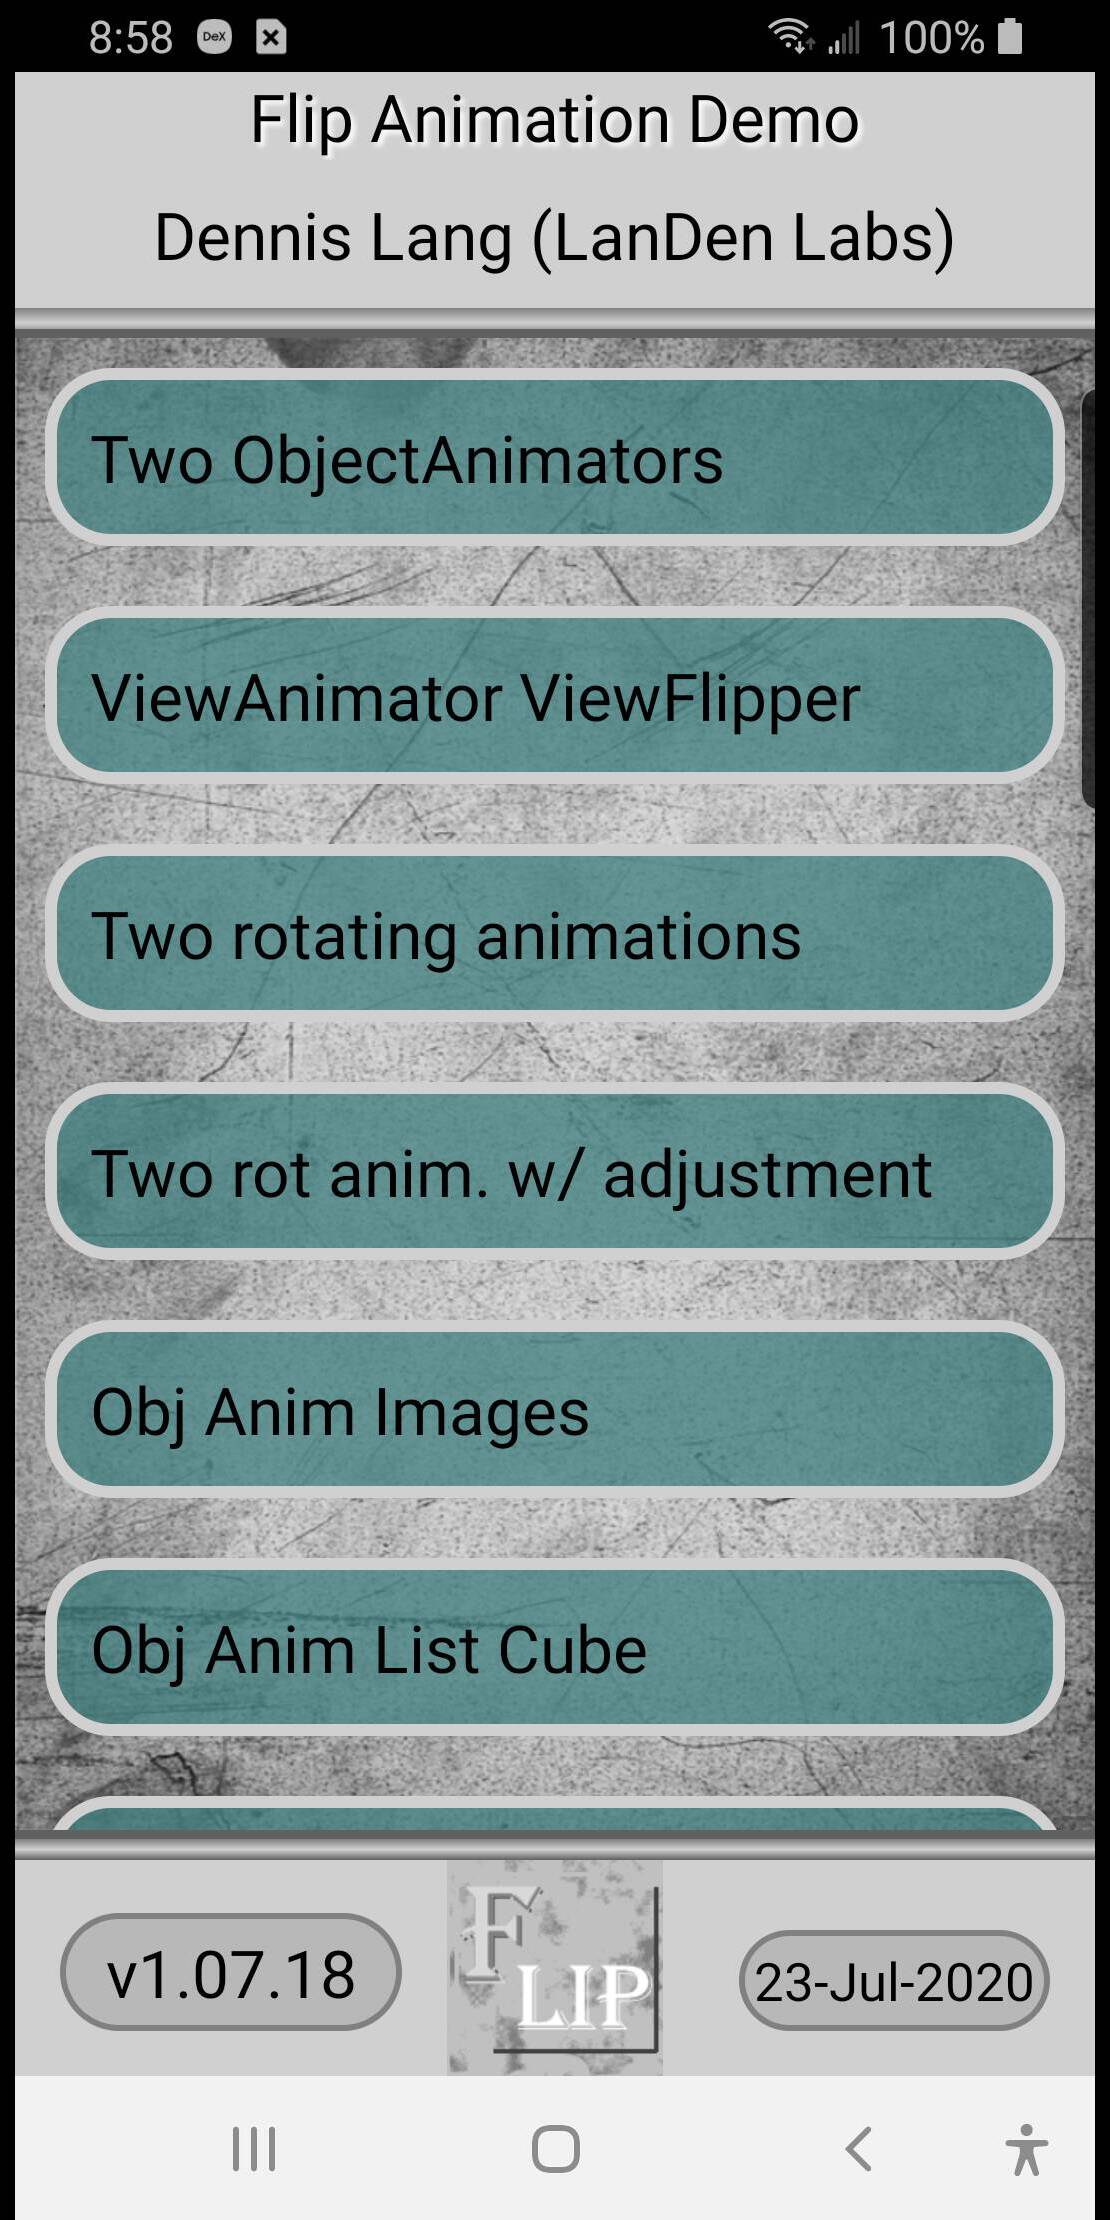 8:58 DeX 100%
Flip Animation Demo
Dennis Lang (LanDen Labs)
Two ObjectAnimators
ViewAnimator ViewFlipper
Two rotating animations
Two rot anim. w/ adjustment
Obj Anim Images
Obj Anim List Cube
v1.07.18
FLIP
23-Jul-2020